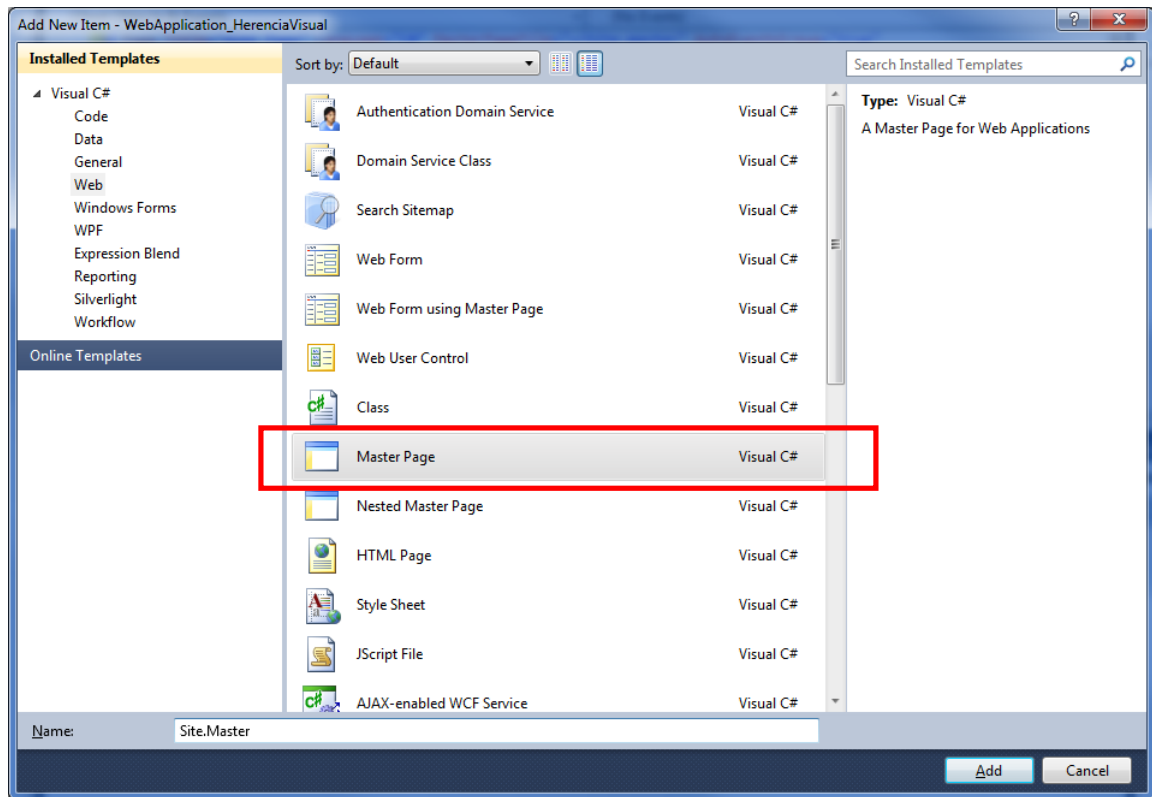 Add New Item - WebApplication_HerenciaVisual
Installed Templates
Visual C#
Code
Data
General
Web
Windows Forms
WPF
Expression Blend
Reporting
Silverlight
Workflow
Online Templates
Sort by: Default
Authentication Domain Service Visual C#
Domain Service Class Visual C#
Search Sitemap Visual C#
Web Form Visual C#
Web Form using Master Page Visual C#
Web User Control Visual C#
Class Visual C#
Master Page Visual C#
Nested Master Page Visual C#
HTML Page Visual C#
Style Sheet Visual C#
JScript File Visual C#
AJAX-enabled WCF Service Visual C#
Search Installed Templates
Type: Visual C#
A Master Page for Web Applications
Name: Site.Master
Add Cancel